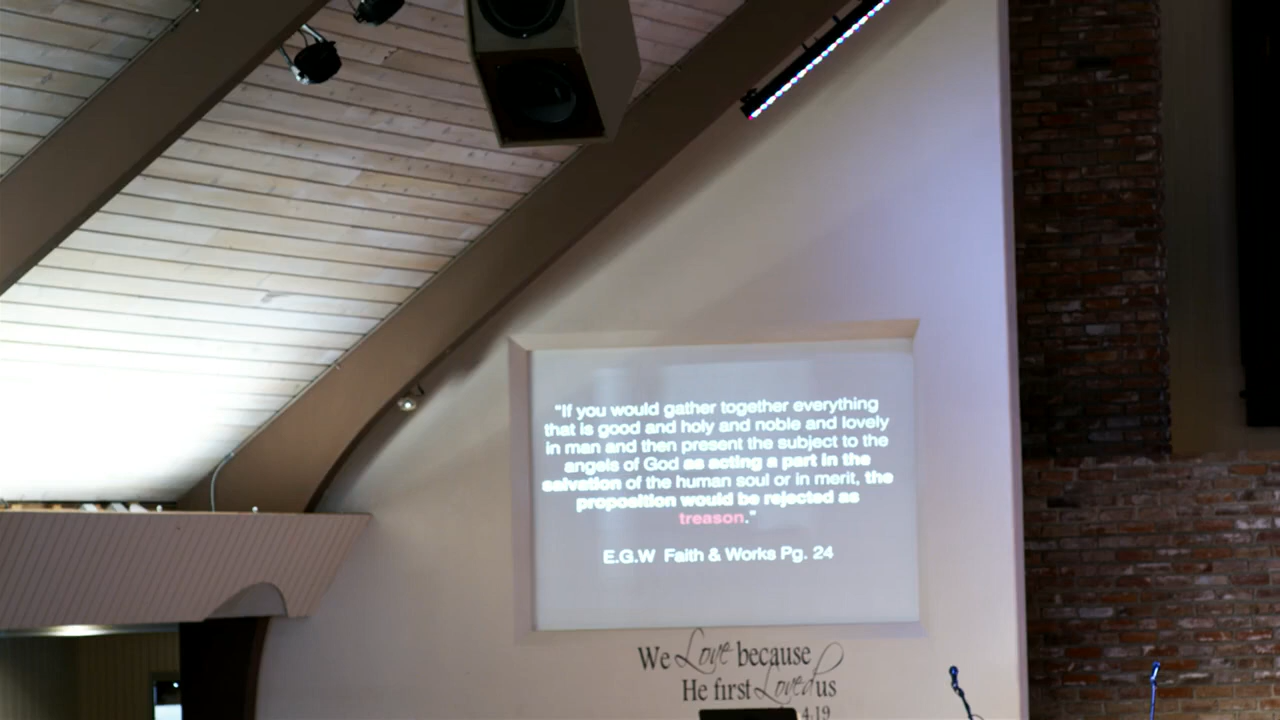 "If you would gather together everything
that is good and holy and noble and lovely
in man and then present the subject to the
angels of God as acting a part in the
salvation of the human soul or in merit, the
proposition would be rejected as
treason."
E.G.W Faith & Works Pg. 24
We Love because
He first Loved us
4.19